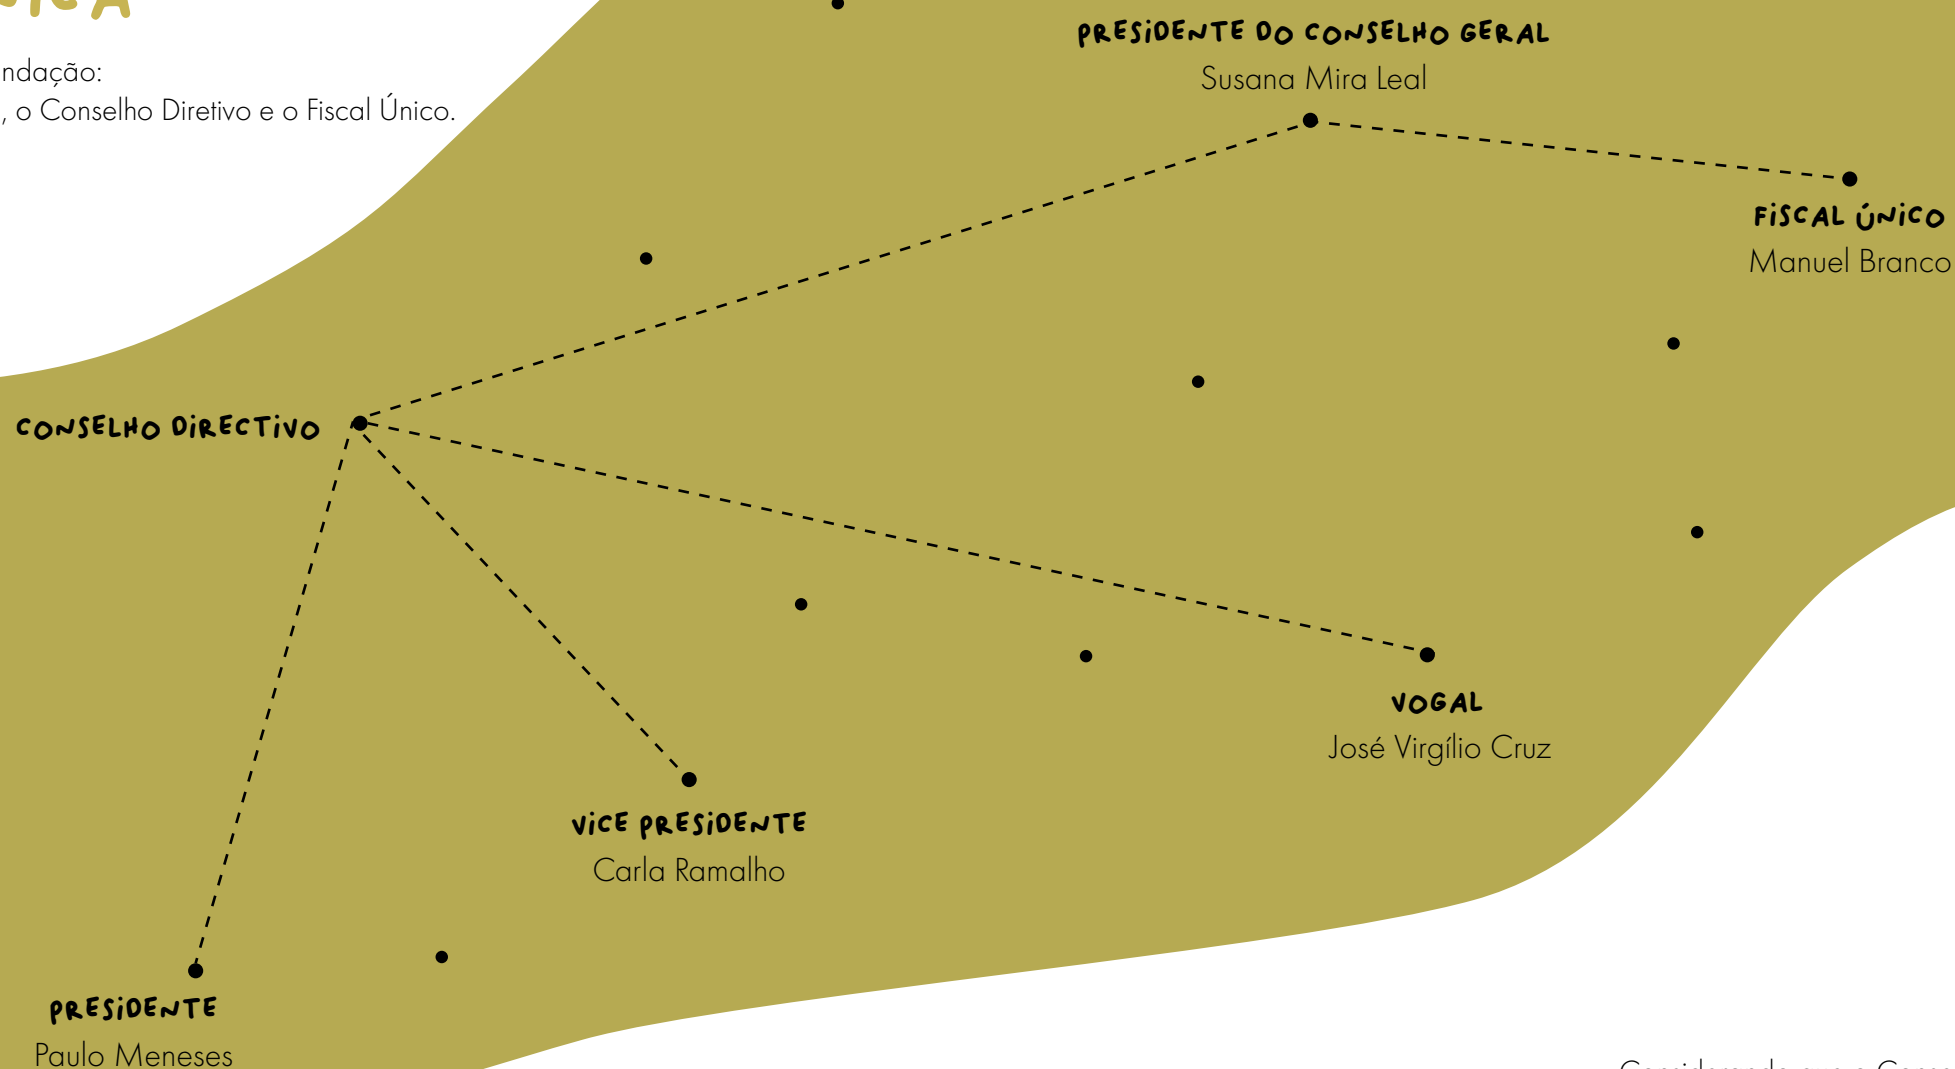 ndação:
, o Conselho Diretivo e o Fiscal Único.
PRESIDENTE DO CONSELHO GERAL
Susana Mira Leal
FISCAL ÚNICO
Manuel Branco
CONSELHO DIRECTIVO
VOGAL
José Virgílio Cruz
VICE PRESIDENTE
Carla Ramalho
PRESIDENTE
Paulo Meneses